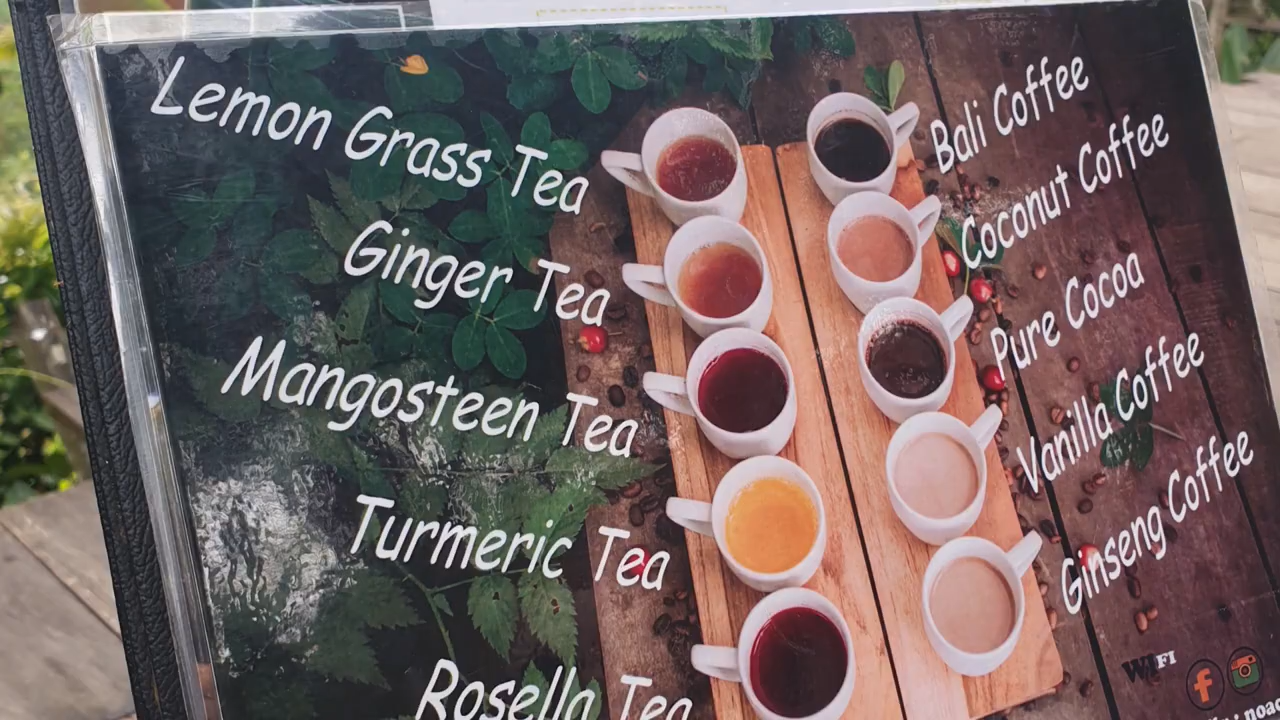 Lemon Grass Tea
Ginger Tea
Mangosteen Tea
Turmeric Tea
Rosella Tea
Bali Coffee
Coconut Coffee
Pure Cocoa
Vanilla Coffee
Ginseng Coffee
WIFI